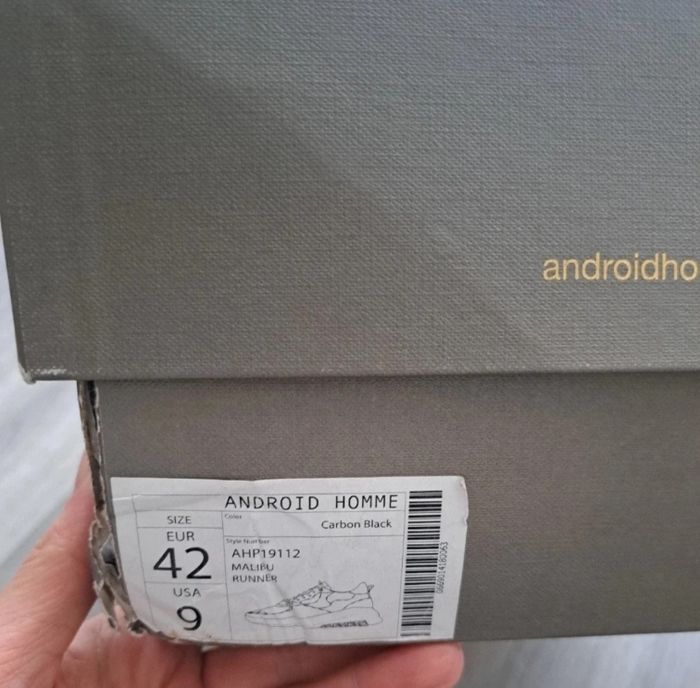 androidho
ANDROID HOMME
SIZE
EUR
42
USA
9
Color
Carbon Black
Style Number
AHP19112
MALIBU
RUNNER